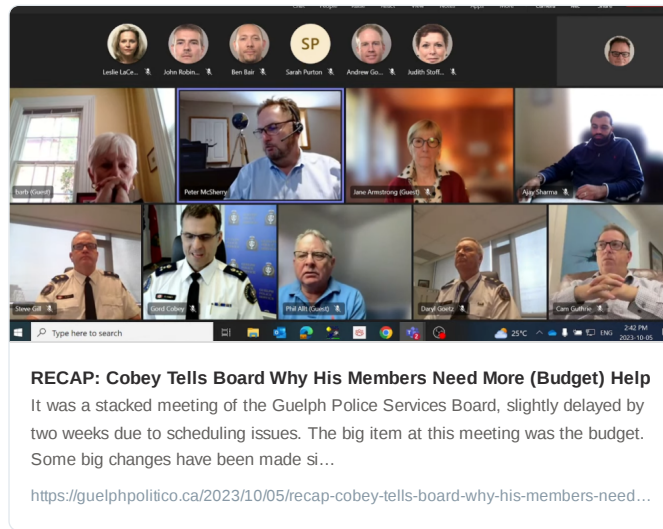 SP
Leslie LaCe...
John Robin...
Ben Bair
Sarah Purton
Andrew Go...
Judith Stoff...
barb (Guest)
Peter McSherry
Jane Armstrong (Guest)
Ajay Sharma
Steve Gill
Gord Cobey
Phil Allt (Guest)
Daryl Goetz
Cam Guthrie
Type here to search
25°C
ENG
2:42 PM
2023-10-05
RECAP: Cobey Tells Board Why His Members Need More (Budget) Help
It was a stacked meeting of the Guelph Police Services Board, slightly delayed by
two weeks due to scheduling issues. The big item at this meeting was the budget.
Some big changes have been made si…
https://guelphpolitico.ca/2023/10/05/recap-cobey-tells-board-why-his-members-need…